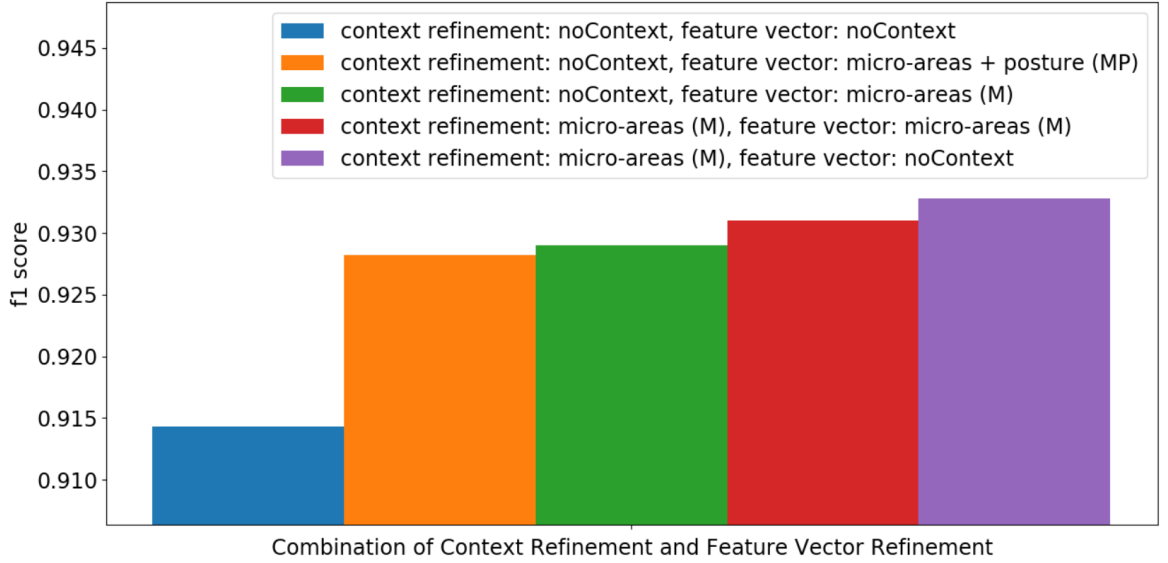 0.945
0.940
0.935
0.930
0.925
0.920
0.915
0.910
f1 score
context refinement: noContext, feature vector: noContext
context refinement: noContext, feature vector: micro-areas + posture (MP)
context refinement: noContext, feature vector: micro-areas (M)
context refinement: micro-areas (M), feature vector: micro-areas (M)
context refinement: micro-areas (M), feature vector: noContext
Combination of Context Refinement and Feature Vector Refinement